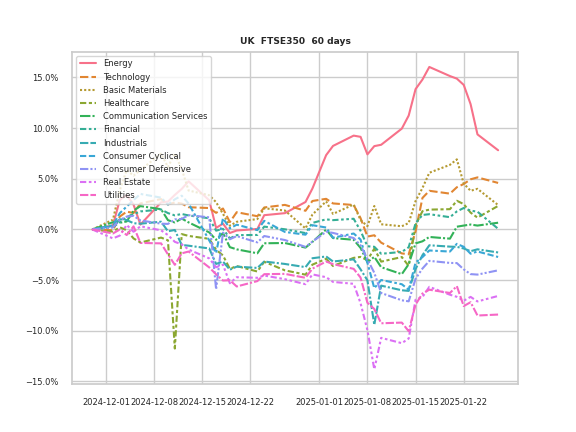 UK  FTSE350  60 days
15.0%
10.0%
5.0%
0.0%
−5.0%
−10.0%
−15.0%
Energy
Technology
Basic Materials
Healthcare
Communication Services
Financial
Industrials
Consumer Cyclical
Consumer Defensive
Real Estate
Utilities
2024-12-01 2024-12-08 2024-12-15 2024-12-22 2025-01-01 2025-01-08 2025-01-15 2025-01-22